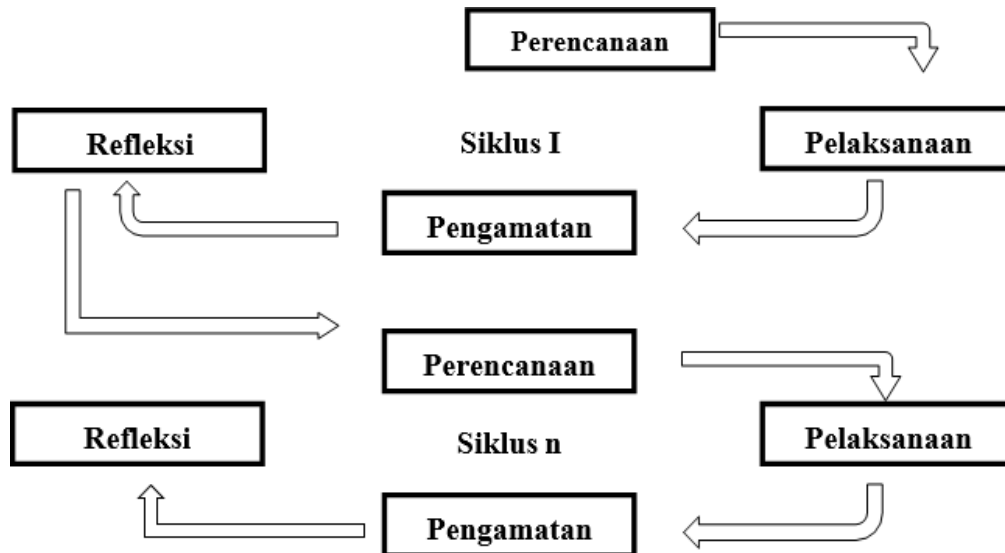 Perencanaan
Refleksi
Siklus I
Pelaksanaan
Pengamatan
Perencanaan
Refleksi
Siklus n
Pelaksanaan
Pengamatan